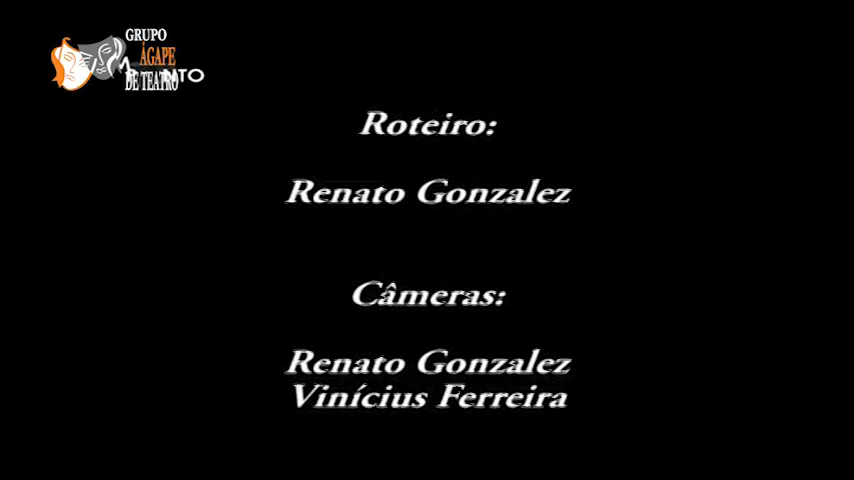 GRUPO
ÁGAPE
DE TEATRO
Roteiro:
Renato Gonzalez
Câmeras:
Renato Gonzalez
Vinícius Ferreira